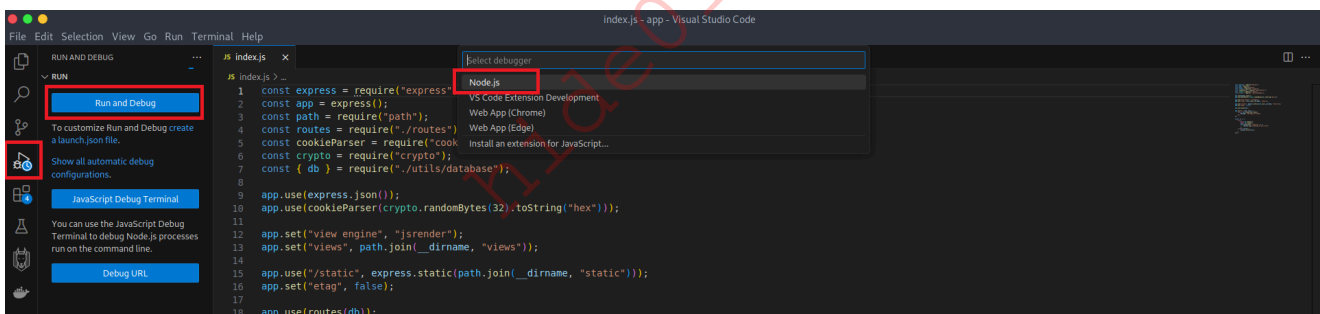 index.js - app - Visual Studio Code
File Edit Selection View Go Run Terminal Help
RUN AND DEBUG ...
RUN
Run and Debug
To customize Run and Debug create
a launch.json file.
Show all automatic debug
configurations.
JavaScript Debug Terminal
You can use the JavaScript Debug
Terminal to debug Node.js processes
run on the command line.
Debug URL
JS index.js X
JS index.js > ...
Select debugger
Node.js
VS Code Extension Development
Web App (Chrome)
Web App (Edge)
Install an extension for JavaScript...
1 const express = require("express"
2 const app = express();
3 const path = require("path");
4 const routes = require("./routes")
5 const cookieParser = require("cook
6 const crypto = require("crypto");
7 const { db } = require("./utils/database");
8
9 app.use(express.json());
10 app.use(cookieParser(crypto.randomBytes(32).toString("hex")));
11
12 app.set("view engine", "jsrender");
13 app.set("views", path.join(__dirname, "views"));
14
15 app.use("/static", express.static(path.join(__dirname, "static")));
16 app.set("etag", false);
17
18 app.use(routes(db));
hide0